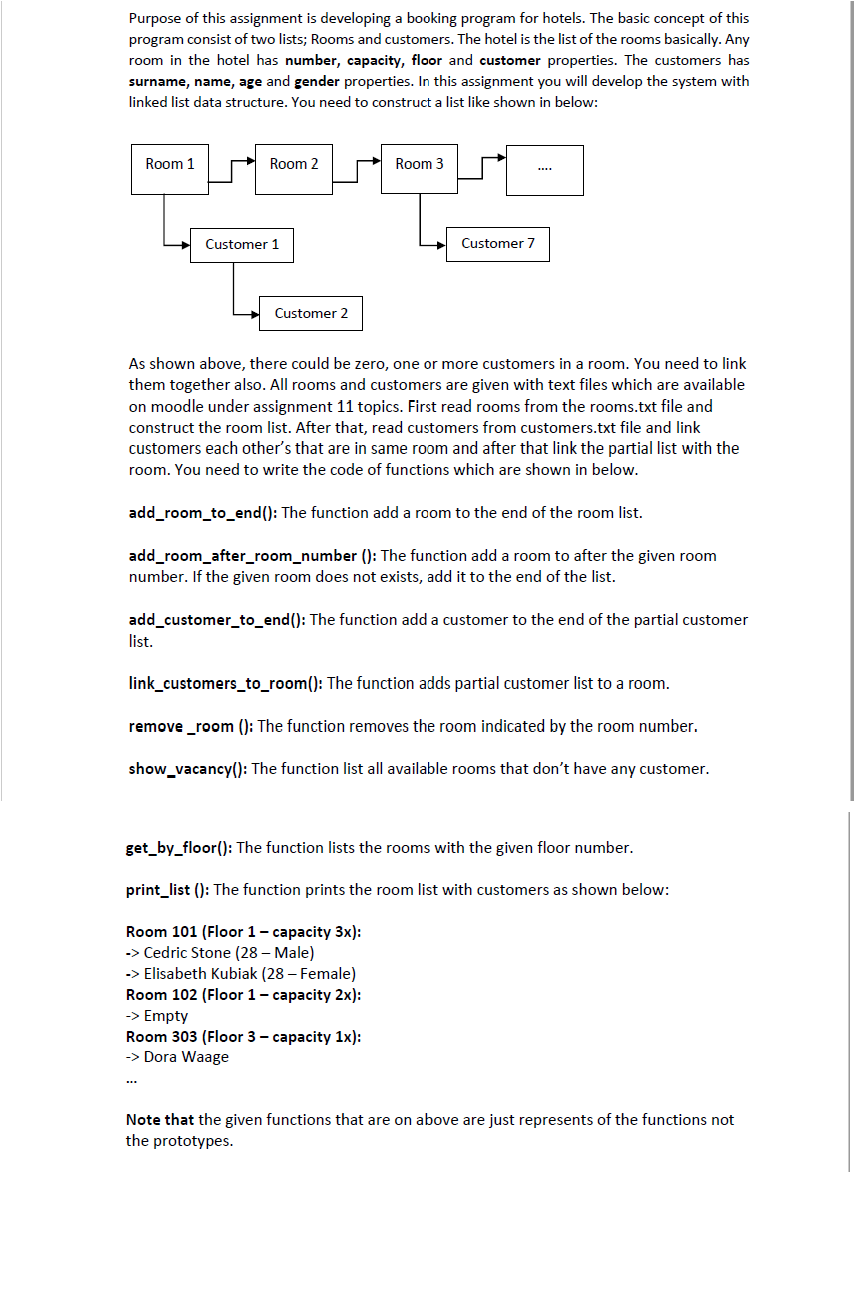 Purpose of this assignment is developing a booking program for hotels. The basic concept of this
program consist of two lists; Rooms and customers. The hotel is the list of the rooms basically. Any
room in the hotel has number, capacity, floor and customer properties. The customers has
surname, name, age and gender properties. In this assignment you will develop the system with
linked list data structure. You need to construct a list like shown in below:
Room 1
Room 2
Room 3
....
Customer 1
Customer 7
Customer 2
As shown above, there could be zero, one or more customers in a room. You need to link
them together also. All rooms and customers are given with text files which are available
on moodle under assignment 11 topics. First read rooms from the rooms.txt file and
construct the room list. After that, read customers from customers.txt file and link
customers each other's that are in same room and after that link the partial list with the
room. You need to write the code of functions which are shown in below.
add_room_to_end(): The function add a room to the end of the room list.
add_room_after_room_number (): The function add a room to after the given room
number. If the given room does not exists, add it to the end of the list.
add_customer_to_end(): The function add a customer to the end of the partial customer
list.
link_customers_to_room(): The function adds partial customer list to a room.
remove _room (): The function removes the room indicated by the room number.
show_vacancy(): The function list all available rooms that don't have any customer.
get_by_floor(): The function lists the rooms with the given floor number.
print_list (): The function prints the room list with customers as shown below:
Room 101 (Floor 1 – capacity 3x):
-> Cedric Stone (28 – Male)
-> Elisabeth Kubiak (28 – Female)
Room 102 (Floor 1 – capacity 2x):
-> Empty
Room 303 (Floor 3 – capacity 1x):
-> Dora Waage
...
Note that the given functions that are on above are just represents of the functions not
the prototypes.